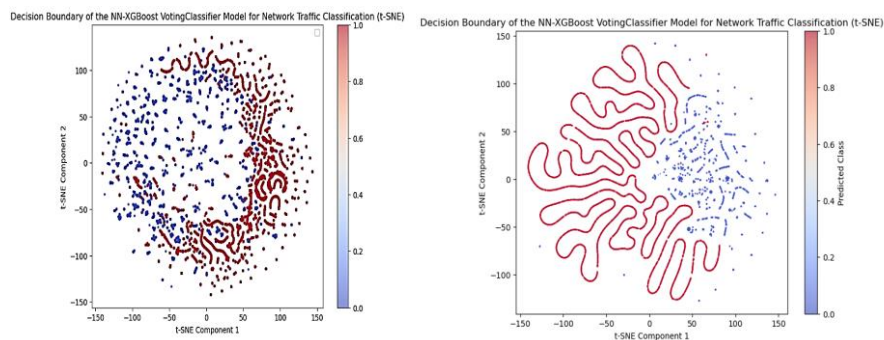 Decision Boundary of the NN-XGBoost VotingClassifier Model for Network Traffic Classification (t-SNE)
1.0
0.8
0.6
0.4
0.2
0.0
100
50
0
−50
−100
−150
t-SNE Component 2
−150 −100 −50 0 50 100 150
t-SNE Component 1
Decision Boundary of the NN-XGBoost VotingClassifier Model for Network Traffic Classification (t-SNE)
1.0
0.8
0.6
0.4
0.2
0.0
Predicted Class
150
100
50
0
−50
−100
t-SNE Component 2
−150 −100 −50 0 50 100 150
t-SNE Component 1